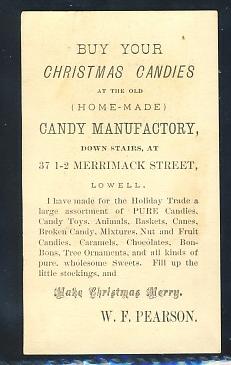 BUY YOUR
CHRISTMAS CANDIES
AT THE OLD
(HOME-MADE)
CANDY MANUFACTORY,
DOWN STAIRS, AT
37 1-2 MERRIMACK STREET,
LOWELL.
I have made for the Holiday Trade a
large assortment of PURE Candies,
Candy Toys. Animals, Baskets, Canes,
Broken Candy, Mixtures, Nut and Fruit
Candies, Caramels, Chocolates, Bon-
Bons, Tree Ornaments, and all kinds of
pure, wholesome Sweets. Fill up the
little stockings, and
Make Christmas Merry.
W. F. PEARSON.